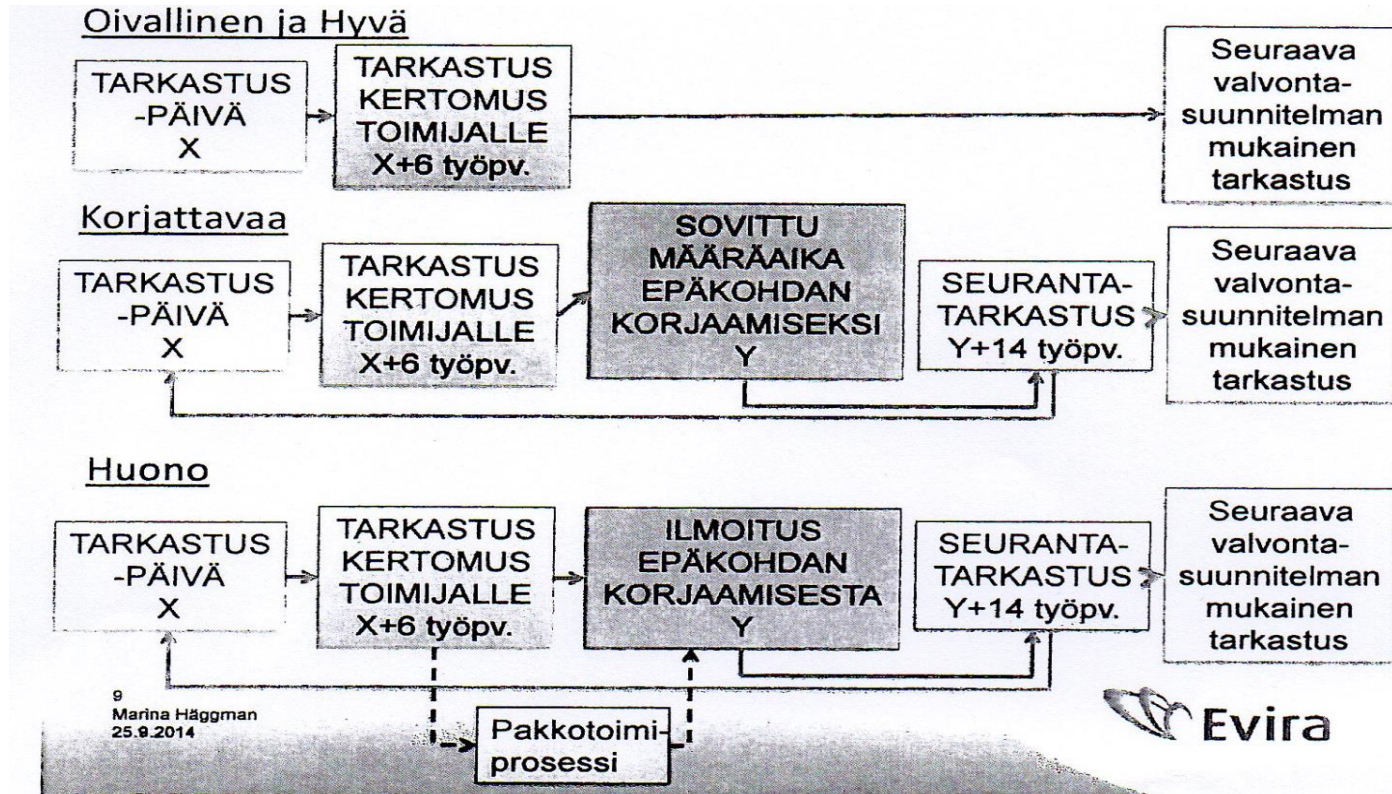 Oivallinen ja Hyvä
TARKASTUS
-PÄIVÄ
X
TARKASTUS
KERTOMUS
TOIMIJALLE
X+6 työpv.
Seuraava
valvonta-
suunnitelman
mukainen
tarkastus
Korjattavaa
TARKASTUS
-PÄIVÄ
X
TARKASTUS
KERTOMUS
TOIMIJALLE
X+6 työpv.
SOVITTU
MÄÄRÄAIKA
EPÄKOHDAN
KORJAAMISEKSI
Y
SEURANTA-
TARKASTUS
Y+14 työpv.
Seuraava
valvonta-
suunnitelman
mukainen
tarkastus
Huono
TARKASTUS
-PÄIVÄ
X
TARKASTUS
KERTOMUS
TOIMIJALLE
X+6 työpv.
ILMOITUS
EPÄKOHDAN
KORJAAMISESTA
Y
SEURANTA-
TARKASTUS
Y+14 työpv.
Seuraava
valvonta-
suunnitelman
mukainen
tarkastus
Pakkotoimi-
prosessi
9
Marina Häggman
25.9.2014
Evira